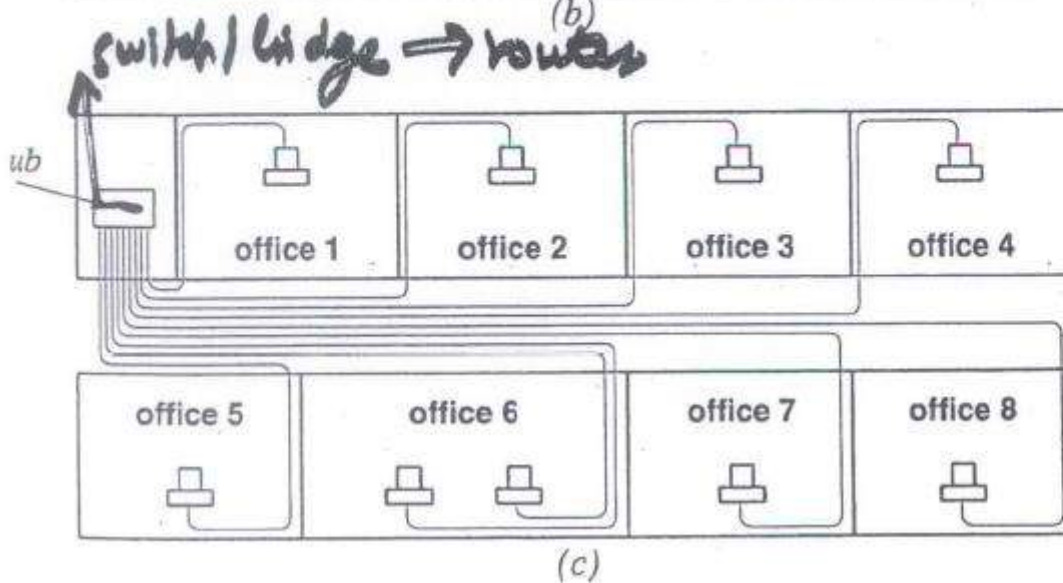 (b)
switch/bridge → router
ub
office 1 office 2 office 3 office 4
office 5 office 6 office 7 office 8
(c)